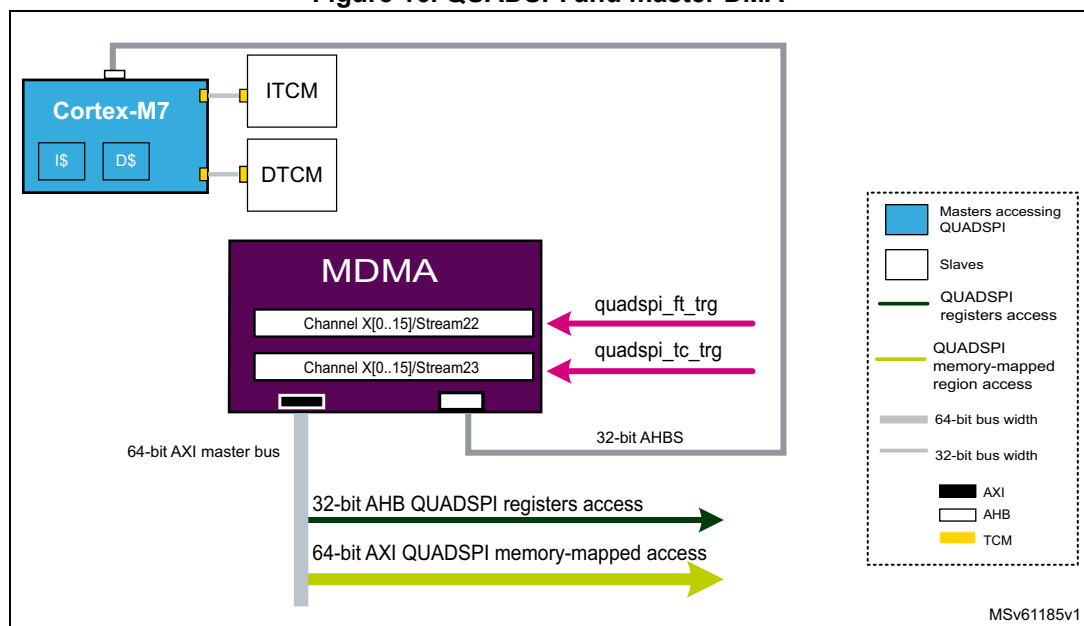 Cortex-M7
I$
D$
ITCM
DTCM
MDMA
Channel X[0..15]/Stream22
Channel X[0..15]/Stream23
quadspi_ft_trg
quadspi_tc_trg
64-bit AXI master bus
32-bit AHBS
32-bit AHB QUADSPI registers access
64-bit AXI QUADSPI memory-mapped access
Masters accessing
QUADSPI
Slaves
QUADSPI
registers access
QUADSPI
memory-mapped
region access
64-bit bus width
32-bit bus width
AXI
AHB
TCM
MSv61185v1